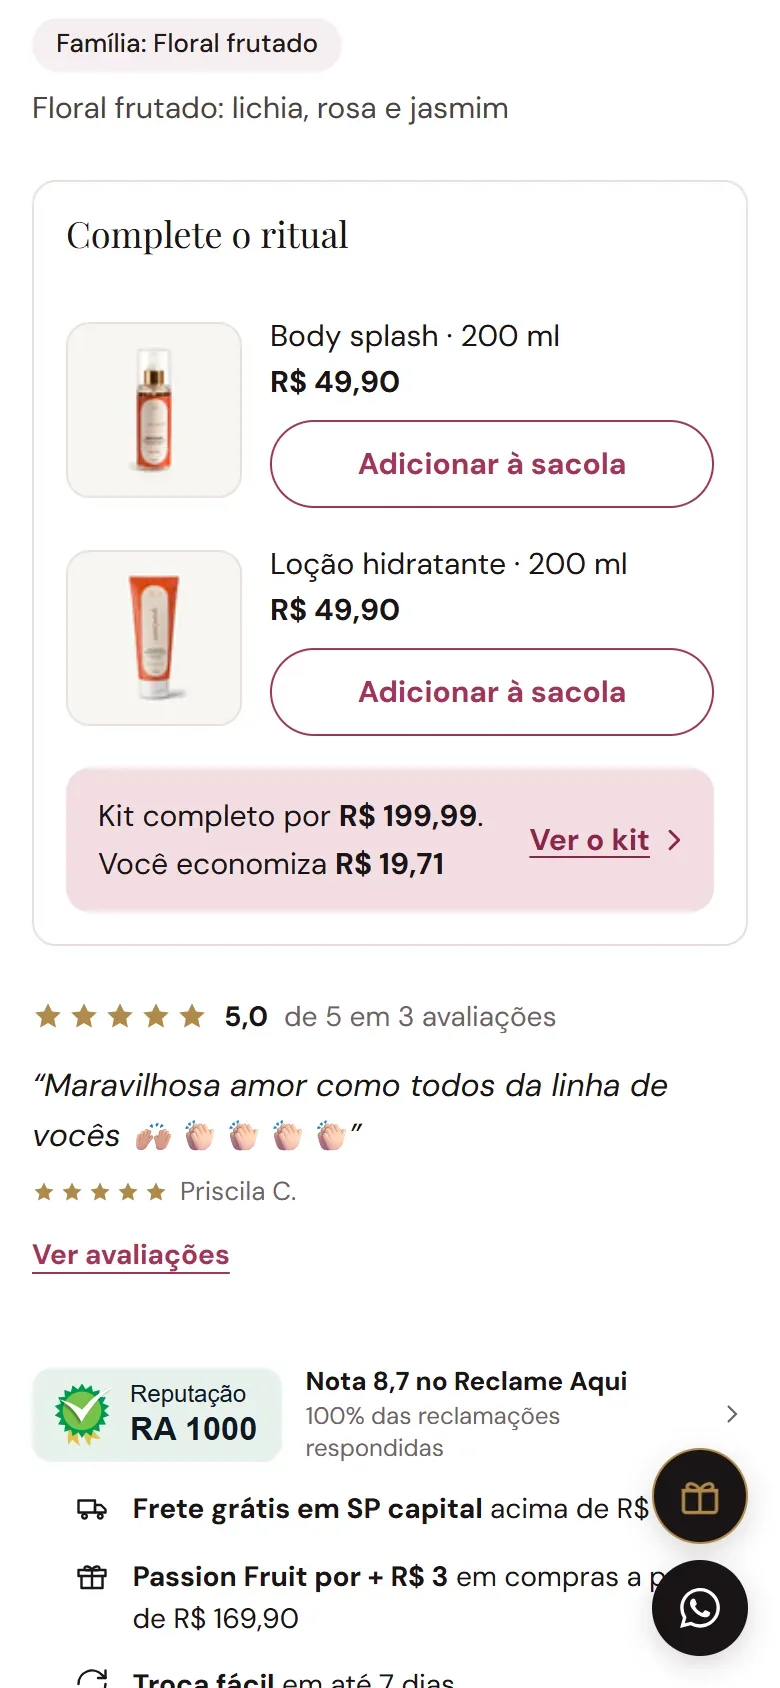 Família: Floral frutado
Floral frutado: lichia, rosa e jasmim
Complete o ritual
Body splash · 200 ml
R$ 49,90
Adicionar à sacola
Loção hidratante · 200 ml
R$ 49,90
Adicionar à sacola
Kit completo por R$ 199,99.
Você economiza R$ 19,71
Ver o kit
5,0 de 5 em 3 avaliações
“Maravilhosa amor como todos da linha de
vocês 🙌🏼 👏🏻 👏🏻 👏🏻 👏🏻”
Priscila C.
Ver avaliações
Reputação
RA 1000
Nota 8,7 no Reclame Aqui
100% das reclamações
respondidas
Frete grátis em SP capital acima de R$
Passion Fruit por + R$ 3 em compras a p
de R$ 169,90
Troca fácil em até 7 dias